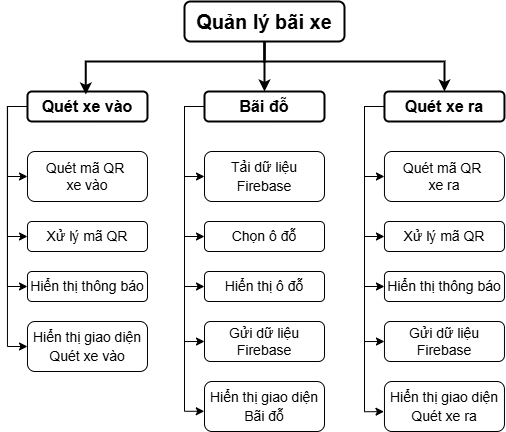 Quản lý bãi xe
Quét xe vào
Quét mã QR
xe vào
Xử lý mã QR
Hiển thị thông báo
Hiển thị giao diện
Quét xe vào
Bãi đỗ
Tải dữ liệu
Firebase
Chọn ô đỗ
Hiển thị ô đỗ
Gửi dữ liệu
Firebase
Hiển thị giao diện
Bãi đỗ
Quét xe ra
Quét mã QR
xe ra
Xử lý mã QR
Hiển thị thông báo
Gửi dữ liệu
Firebase
Hiển thị giao diện
Quét xe ra